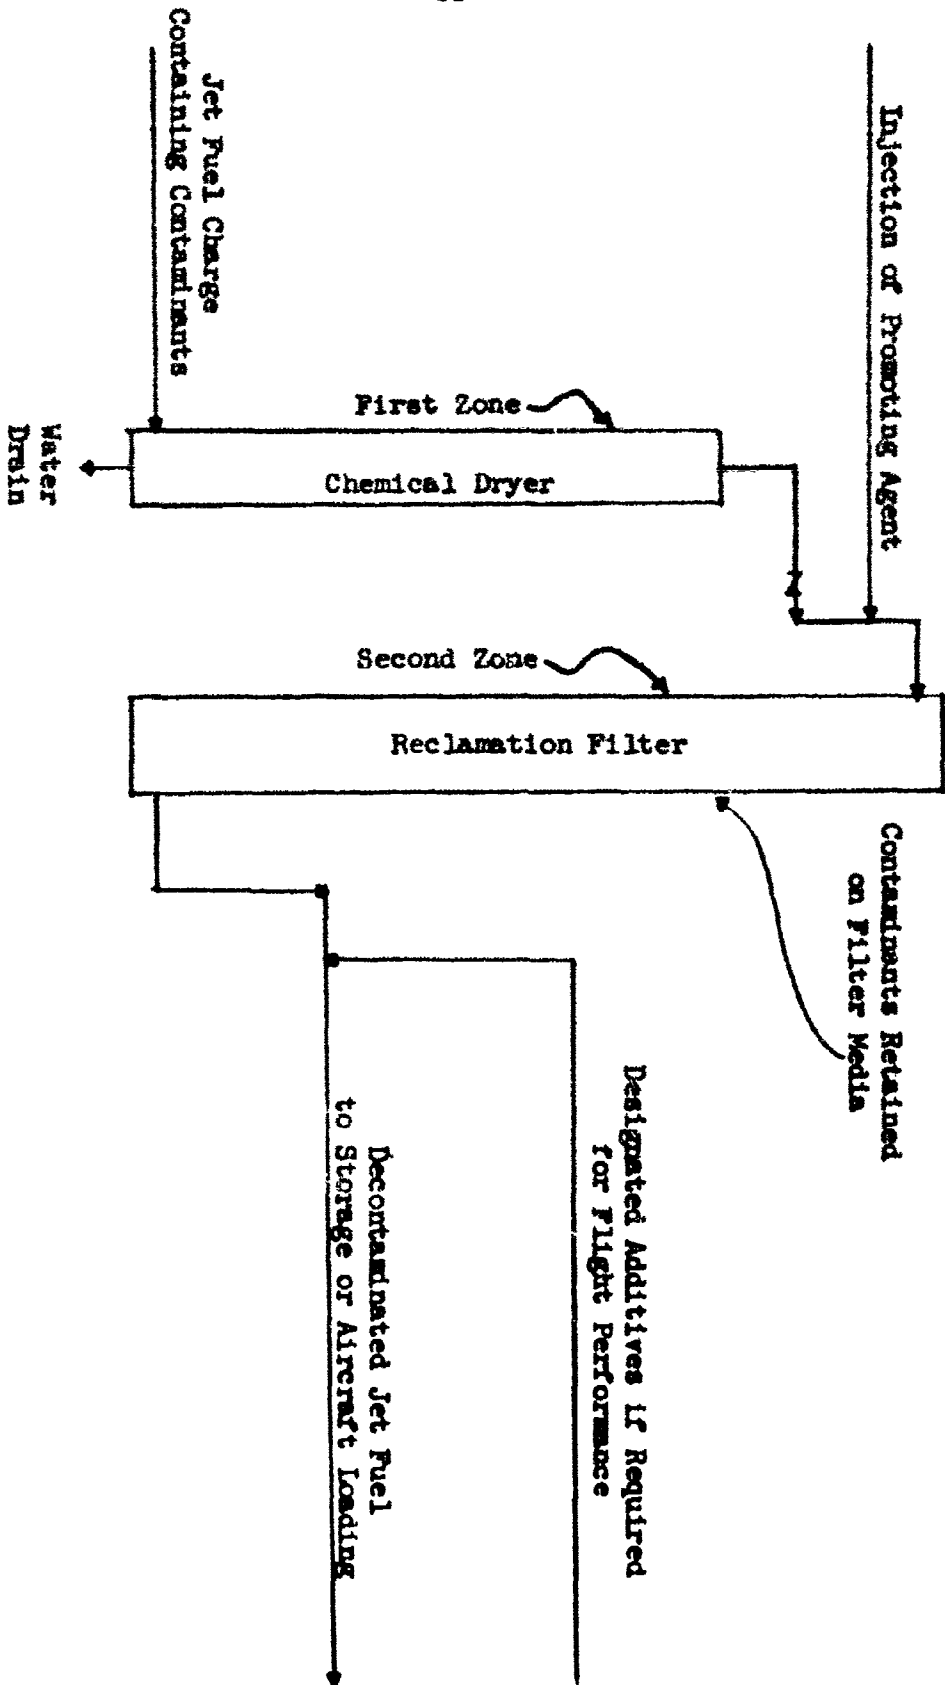 Injection of Promoting Agent
Jet Fuel Charge
Containing Contaminants
First Zone
Chemical Dryer
Water
Drain
Second Zone
Reclamation Filter
Contaminants Retained
on Filter Media
Designated Additives if Required
for Flight Performance
Decontaminated Jet Fuel
to Storage or Aircraft Loading